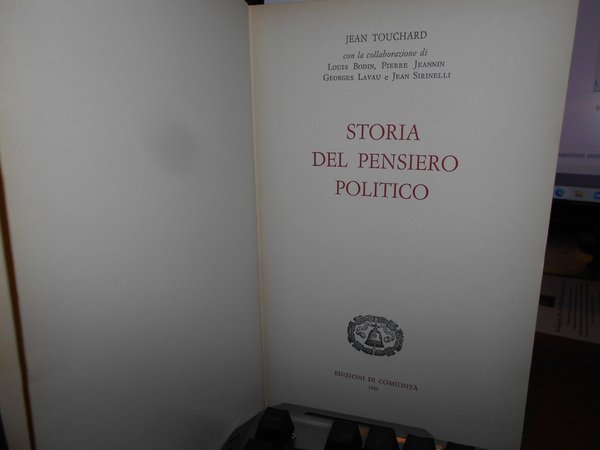 JEAN TOUCHARD
con la collaborazione di
LOUIS BODIN, PIERRE JEANNIN
GEORGES LAVAU e JEAN SIRINELLI
STORIA
DEL PENSIERO
POLITICO
EDIZIONI DI COMUNITÀ